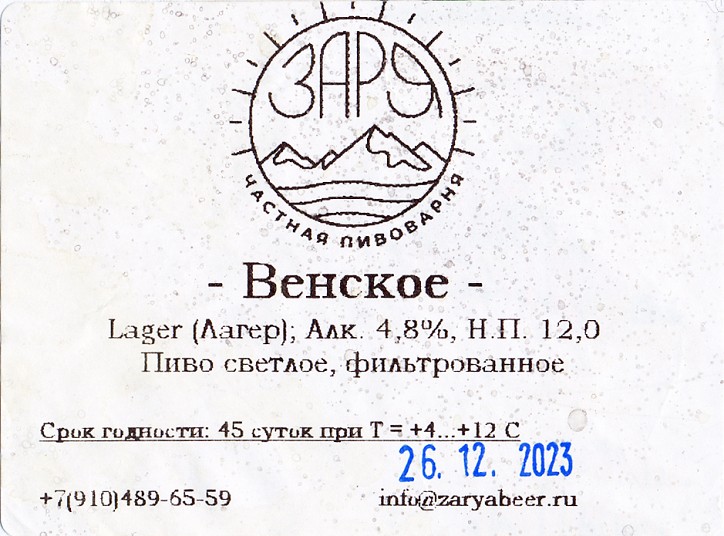 ЗАРЯ
ЧАСТНАЯ ПИВОВАРНЯ
- Венское -
Lager (Лагер); Алк. 4,8%, Н.П. 12,0
Пиво светлое, фильтрованное
Срок годности: 45 суток при Т = +4...+12 С
26. 12. 2023
+7(910)489-65-59 info@zaryabeer.ru